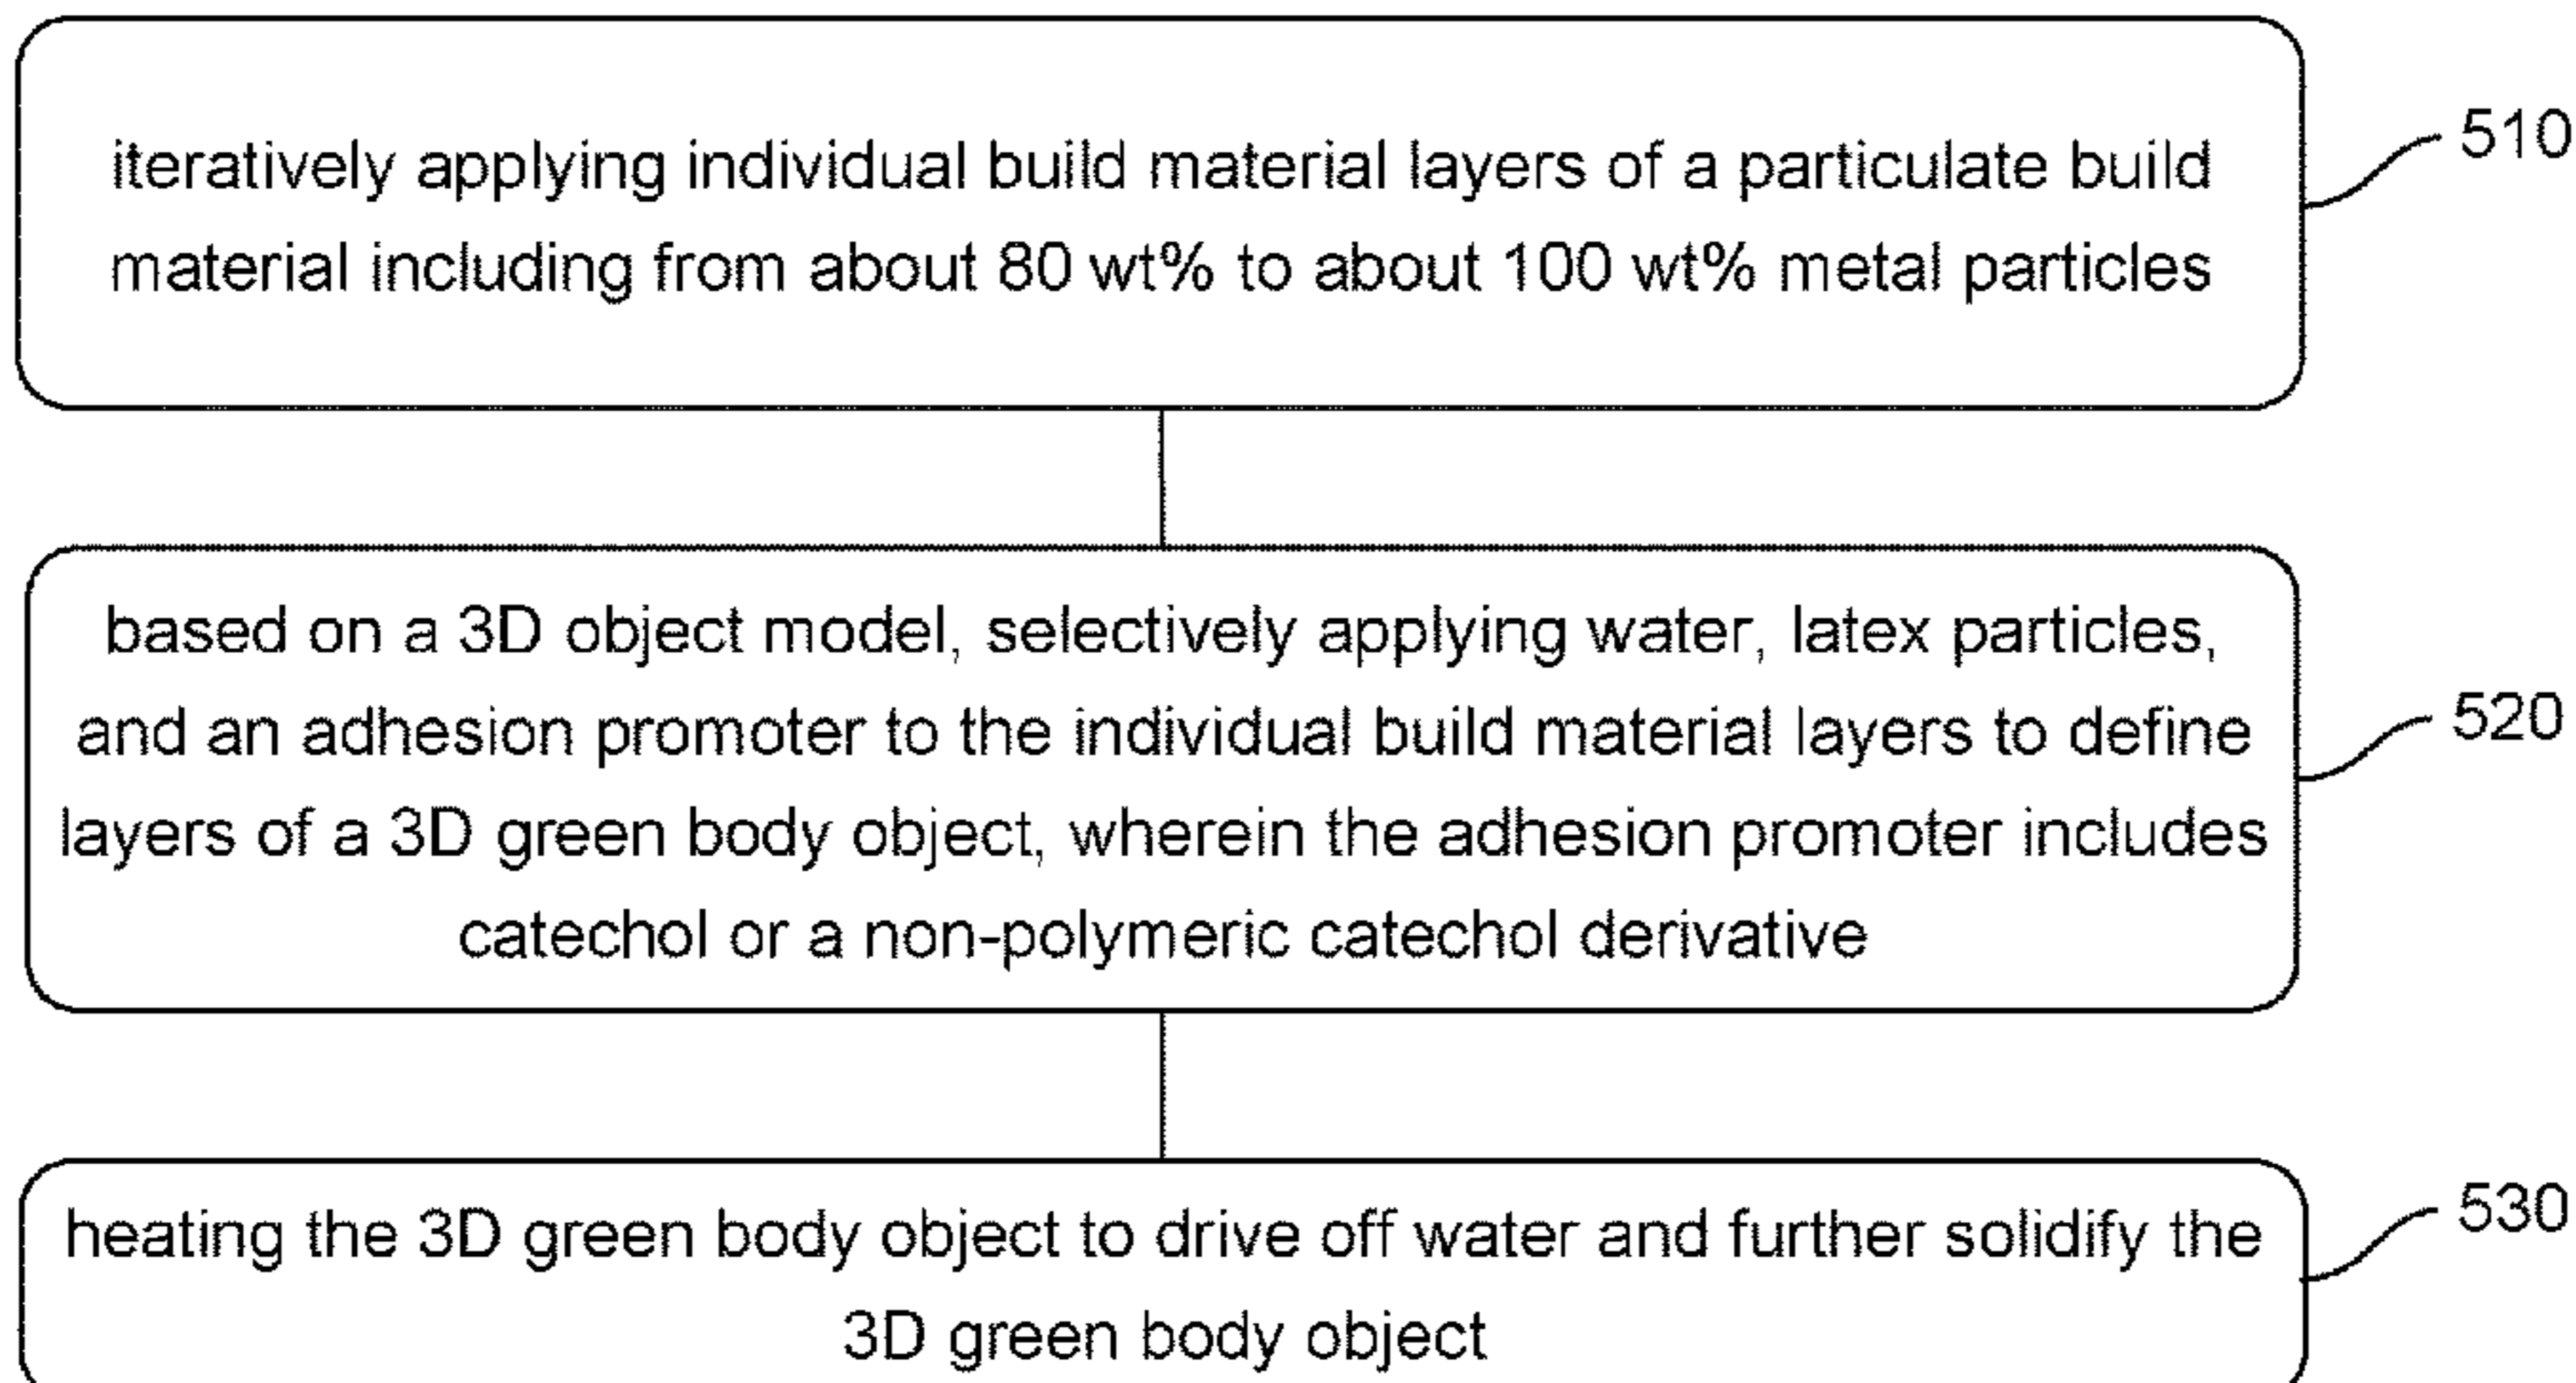 iteratively applying individual build material layers of a particulate build
material including from about 80 wt% to about 100 wt% metal particles
510
based on a 3D object model, selectively applying water, latex particles,
and an adhesion promoter to the individual build material layers to define
layers of a 3D green body object, wherein the adhesion promoter includes
catechol or a non-polymeric catechol derivative
520
heating the 3D green body object to drive off water and further solidify the
3D green body object
530